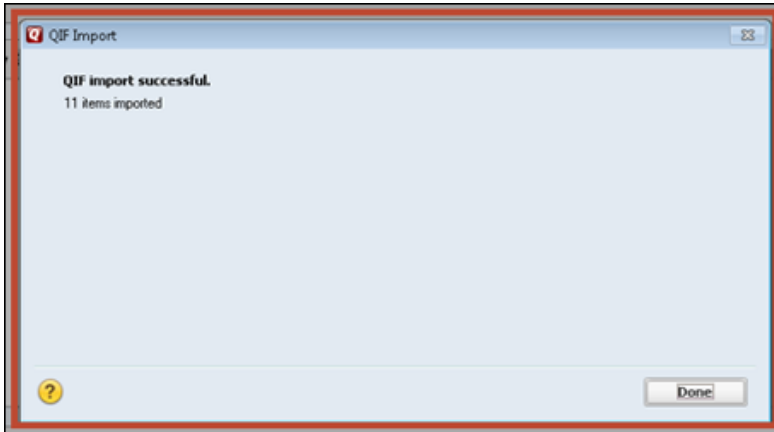 QIF Import
QIF import successful.
11 items imported
?
Done